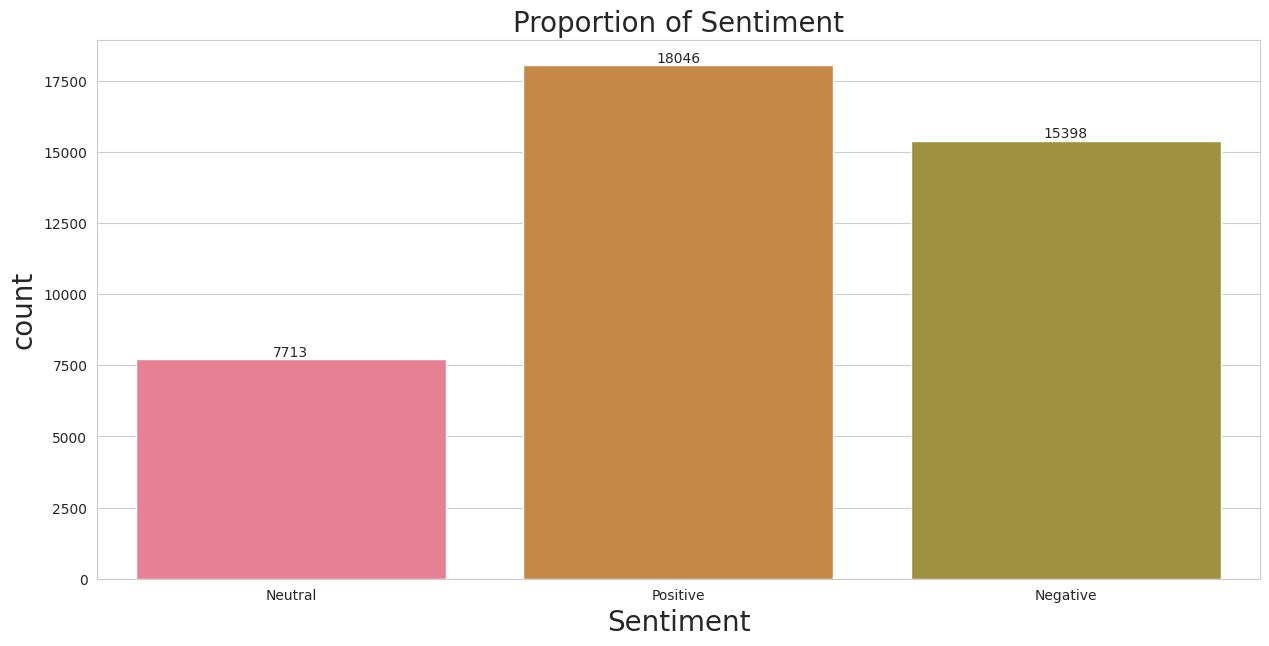 Proportion of Sentiment
count
17500
15000
12500
10000
7500
5000
2500
0
7713
18046
15398
Neutral
Positive
Negative
Sentiment